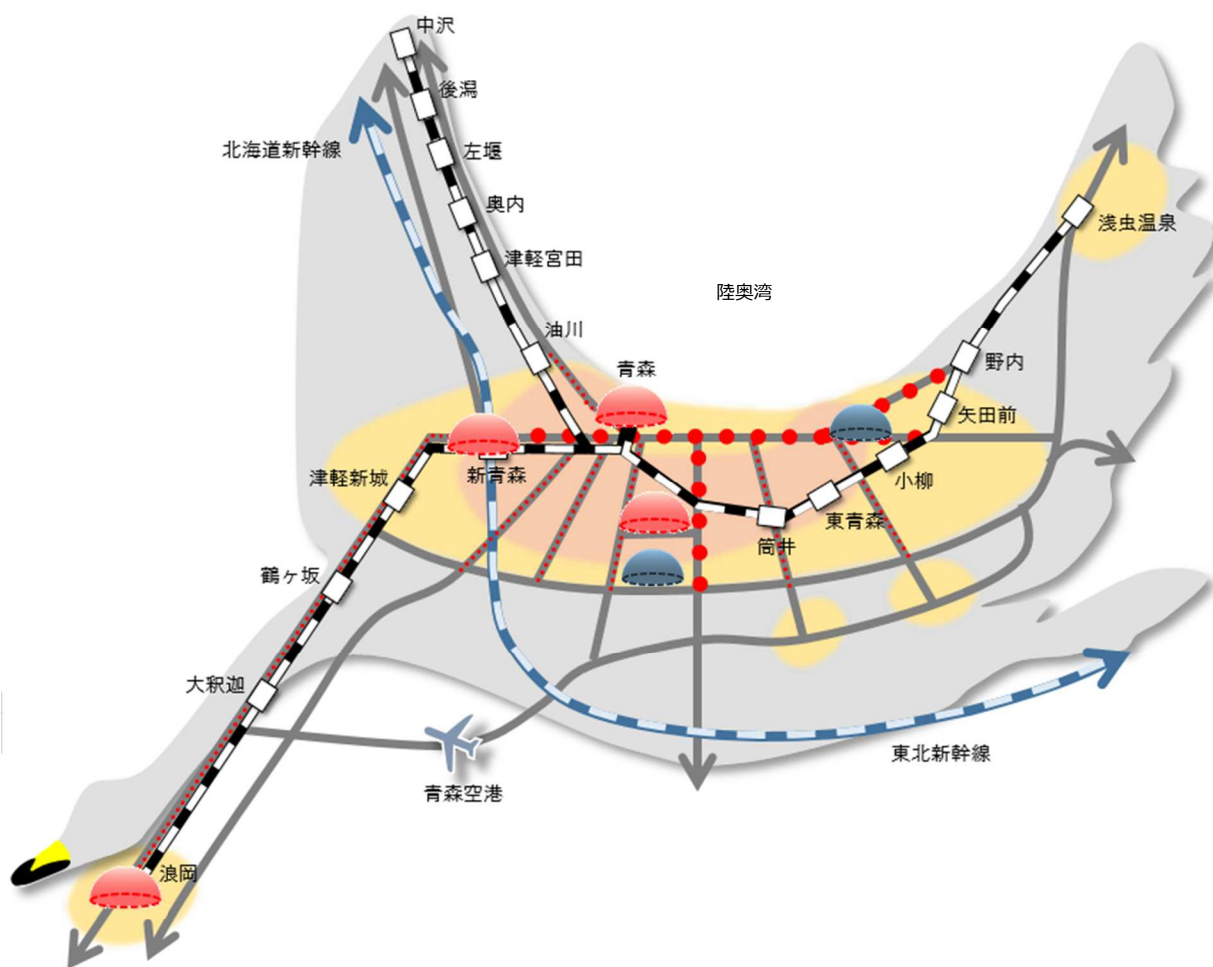 中沢
後潟
左堰
北海道新幹線
奥内
浅虫温泉
津軽宮田
陸奥湾
油川
野内
青森
矢田前
新青森
津軽新城
小柳
東青森
筒井
鶴ヶ坂
大釈迦
東北新幹線
青森空港
浪岡